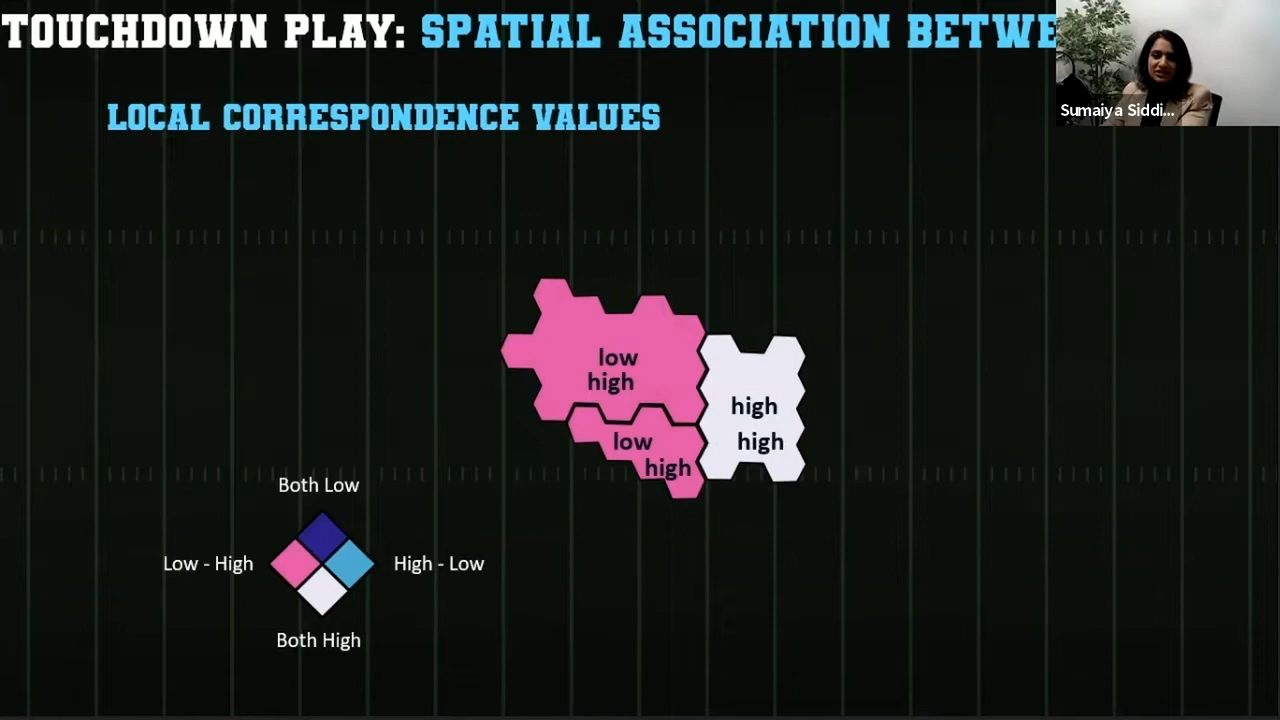 TOUCHDOWN PLAY: SPATIAL ASSOCIATION BETWE
Sumaiya Siddi...
LOCAL CORRESPONDENCE VALUES
low
high
high
high
low
high
Both Low
Low - High
High - Low
Both High